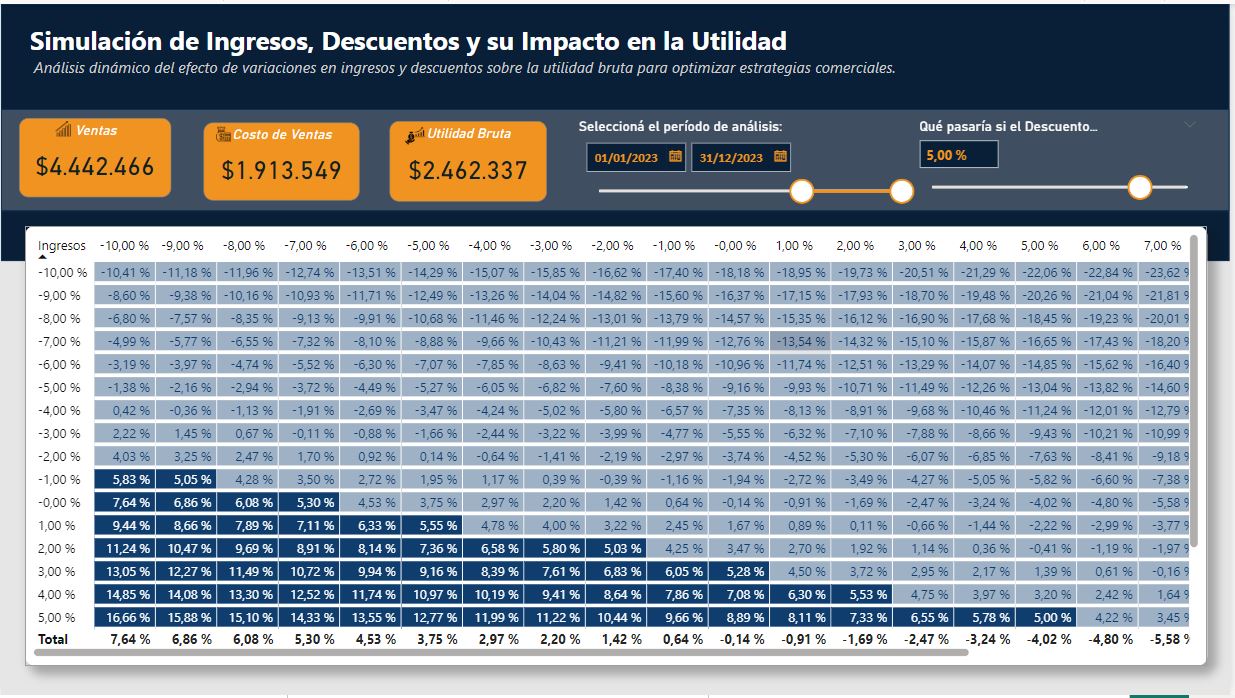 Simulación de Ingresos, Descuentos y su Impacto en la Utilidad
Análisis dinámico del efecto de variaciones en ingresos y descuentos sobre la utilidad bruta para optimizar estrategias comerciales.
Ventas
$4.442.466
Costo de Ventas
$1.913.549
Utilidad Bruta
$2.462.337
Seleccioná el período de análisis:
01/01/2023 31/12/2023
Qué pasaría si el Descuento...
5,00 %
Ingresos -10,00 % -9,00 % -8,00 % -7,00 % -6,00 % -5,00 % -4,00 % -3,00 % -2,00 % -1,00 % -0,00 % 1,00 % 2,00 % 3,00 % 4,00 % 5,00 % 6,00 % 7,00 %
-10,00 % -10,41 % -11,18 % -11,96 % -12,74 % -13,51 % -14,29 % -15,07 % -15,85 % -16,62 % -17,40 % -18,18 % -18,95 % -19,73 % -20,51 % -21,29 % -22,06 % -22,84 % -23,62 %
-9,00 % -8,60 % -9,38 % -10,16 % -10,93 % -11,71 % -12,49 % -13,26 % -14,04 % -14,82 % -15,60 % -16,37 % -17,15 % -17,93 % -18,70 % -19,48 % -20,26 % -21,04 % -21,81 %
-8,00 % -6,80 % -7,57 % -8,35 % -9,13 % -9,91 % -10,68 % -11,46 % -12,24 % -13,01 % -13,79 % -14,57 % -15,35 % -16,12 % -16,90 % -17,68 % -18,45 % -19,23 % -20,01 %
-7,00 % -4,99 % -5,77 % -6,55 % -7,32 % -8,10 % -8,88 % -9,66 % -10,43 % -11,21 % -11,99 % -12,76 % -13,54 % -14,32 % -15,10 % -15,87 % -16,65 % -17,43 % -18,20 %
-6,00 % -3,19 % -3,97 % -4,74 % -5,52 % -6,30 % -7,07 % -7,85 % -8,63 % -9,41 % -10,18 % -10,96 % -11,74 % -12,51 % -13,29 % -14,07 % -14,85 % -15,62 % -16,40 %
-5,00 % -1,38 % -2,16 % -2,94 % -3,72 % -4,49 % -5,27 % -6,05 % -6,82 % -7,60 % -8,38 % -9,16 % -9,93 % -10,71 % -11,49 % -12,26 % -13,04 % -13,82 % -14,60 %
-4,00 % 0,42 % -0,36 % -1,13 % -1,91 % -2,69 % -3,47 % -4,24 % -5,02 % -5,80 % -6,57 % -7,35 % -8,13 % -8,91 % -9,68 % -10,46 % -11,24 % -12,01 % -12,79 %
-3,00 % 2,22 % 1,45 % 0,67 % -0,11 % -0,88 % -1,66 % -2,44 % -3,22 % -3,99 % -4,77 % -5,55 % -6,32 % -7,10 % -7,88 % -8,66 % -9,43 % -10,21 % -10,99 %
-2,00 % 4,03 % 3,25 % 2,47 % 1,70 % 0,92 % 0,14 % -0,64 % -1,41 % -2,19 % -2,97 % -3,74 % -4,52 % -5,30 % -6,07 % -6,85 % -7,63 % -8,41 % -9,18 %
-1,00 % 5,83 % 5,05 % 4,28 % 3,50 % 2,72 % 1,95 % 1,17 % 0,39 % -0,39 % -1,16 % -1,94 % -2,72 % -3,49 % -4,27 % -5,05 % -5,82 % -6,60 % -7,38 %
-0,00 % 7,64 % 6,86 % 6,08 % 5,30 % 4,53 % 3,75 % 2,97 % 2,20 % 1,42 % 0,64 % -0,14 % -0,91 % -1,69 % -2,47 % -3,24 % -4,02 % -4,80 % -5,58 %
1,00 % 9,44 % 8,66 % 7,89 % 7,11 % 6,33 % 5,55 % 4,78 % 4,00 % 3,22 % 2,45 % 1,67 % 0,89 % 0,11 % -0,66 % -1,44 % -2,22 % -2,99 % -3,77 %
2,00 % 11,24 % 10,47 % 9,69 % 8,91 % 8,14 % 7,36 % 6,58 % 5,80 % 5,03 % 4,25 % 3,47 % 2,70 % 1,92 % 1,14 % 0,36 % -0,41 % -1,19 % -1,97 %
3,00 % 13,05 % 12,27 % 11,49 % 10,72 % 9,94 % 9,16 % 8,39 % 7,61 % 6,83 % 6,05 % 5,28 % 4,50 % 3,72 % 2,95 % 2,17 % 1,39 % 0,61 % -0,16 %
4,00 % 14,85 % 14,08 % 13,30 % 12,52 % 11,74 % 10,97 % 10,19 % 9,41 % 8,64 % 7,86 % 7,08 % 6,30 % 5,53 % 4,75 % 3,97 % 3,20 % 2,42 % 1,64 %
5,00 % 16,66 % 15,88 % 15,10 % 14,33 % 13,55 % 12,77 % 11,99 % 11,22 % 10,44 % 9,66 % 8,89 % 8,11 % 7,33 % 6,55 % 5,78 % 5,00 % 4,22 % 3,45 %
Total 7,64 % 6,86 % 6,08 % 5,30 % 4,53 % 3,75 % 2,97 % 2,20 % 1,42 % 0,64 % -0,14 % -0,91 % -1,69 % -2,47 % -3,24 % -4,02 % -4,80 % -5,58 %